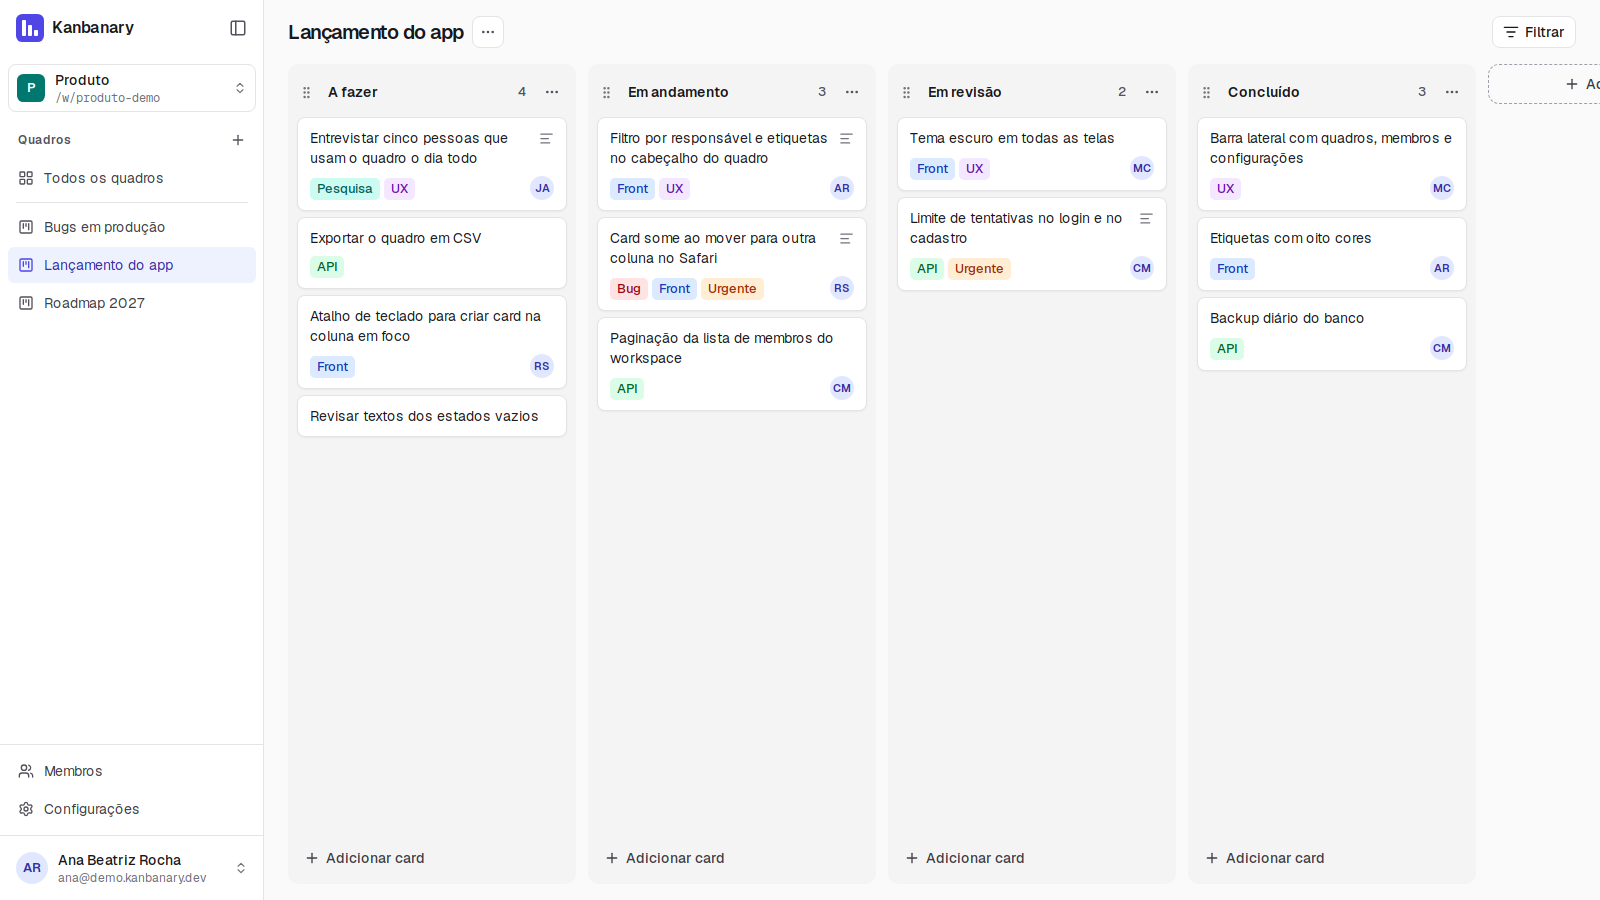 Kanbanary
P
Produto
/w/produto-demo
Quadros
Todos os quadros
Bugs em produção
Lançamento do app
Roadmap 2027
Membros
Configurações
AR
Ana Beatriz Rocha
ana@demo.kanbanary.dev
Lançamento do app
Filtrar
A fazer
4
Entrevistar cinco pessoas que
usam o quadro o dia todo
Pesquisa UX
JA
Exportar o quadro em CSV
API
Atalho de teclado para criar card na
coluna em foco
Front
RS
Revisar textos dos estados vazios
Adicionar card
Em andamento
3
Filtro por responsável e etiquetas
no cabeçalho do quadro
Front UX
AR
Card some ao mover para outra
coluna no Safari
Bug Front Urgente
RS
Paginação da lista de membros do
workspace
API
CM
Adicionar card
Em revisão
2
Tema escuro em todas as telas
Front UX
MC
Limite de tentativas no login e no
cadastro
API Urgente
CM
Adicionar card
Concluído
3
Barra lateral com quadros, membros e
configurações
UX
MC
Etiquetas com oito cores
Front
AR
Backup diário do banco
API
CM
Adicionar card